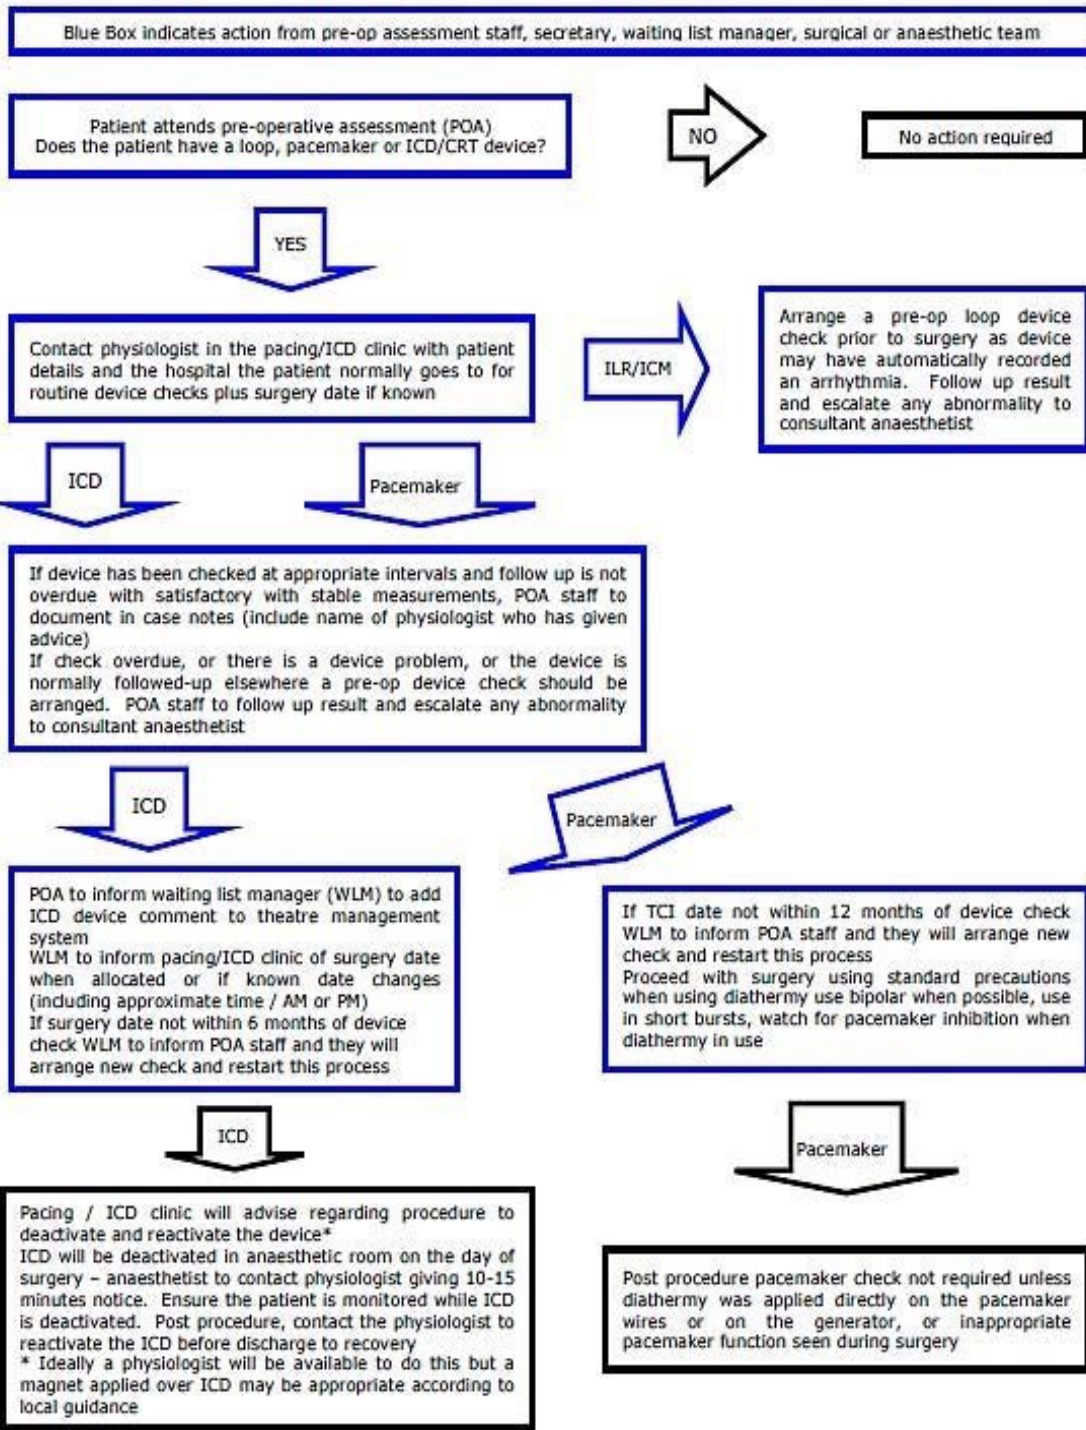 Blue Box indicates action from pre-op assessment staff, secretary, waiting list manager, surgical or anaesthetic team
Patient attends pre-operative assessment (POA)
Does the patient have a loop, pacemaker or ICD/CRT device?
NO
No action required
YES
Contact physiologist in the pacing/ICD clinic with patient
details and the hospital the patient normally goes to for
routine device checks plus surgery date if known
ILR/ICM
Arrange a pre-op loop device
check prior to surgery as device
may have automatically recorded
an arrhythmia. Follow up result
and escalate any abnormality to
consultant anaesthetist
ICD
Pacemaker
If device has been checked at appropriate intervals and follow up is not
overdue with satisfactory with stable measurements, POA staff to
document in case notes (include name of physiologist who has given
advice)
If check overdue, or there is a device problem, or the device is
normally followed-up elsewhere a pre-op device check should be
arranged. POA staff to follow up result and escalate any abnormality
to consultant anaesthetist
ICD
Pacemaker
POA to inform waiting list manager (WLM) to add
ICD device comment to theatre management
system
WLM to inform pacing/ICD clinic of surgery date
when allocated or if known date changes
(including approximate time / AM or PM)
If surgery date not within 6 months of device
check WLM to inform POA staff and they will
arrange new check and restart this process
If TCI date not within 12 months of device check
WLM to inform POA staff and they will arrange new
check and restart this process
Proceed with surgery using standard precautions
when using diathermy use bipolar when possible, use
in short bursts, watch for pacemaker inhibition when
diathermy in use
ICD
Pacemaker
Pacing / ICD clinic will advise regarding procedure to
deactivate and reactivate the device*
ICD will be deactivated in anaesthetic room on the day of
surgery – anaesthetist to contact physiologist giving 10-15
minutes notice. Ensure the patient is monitored while ICD
is deactivated. Post procedure, contact the physiologist to
reactivate the ICD before discharge to recovery
* Ideally a physiologist will be available to do this but a
magnet applied over ICD may be appropriate according to
local guidance
Post procedure pacemaker check not required unless
diathermy was applied directly on the pacemaker
wires or on the generator, or inappropriate
pacemaker function seen during surgery